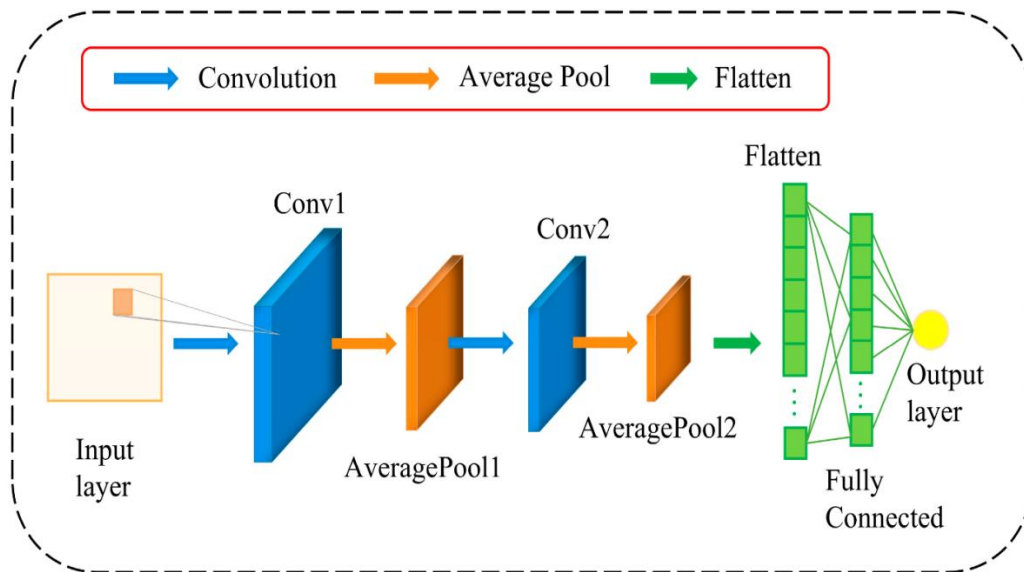 Convolution
Average Pool
Flatten
Flatten
Conv1
Conv2
Input
layer
AveragePool1
AveragePool2
Output
layer
Fully
Connected